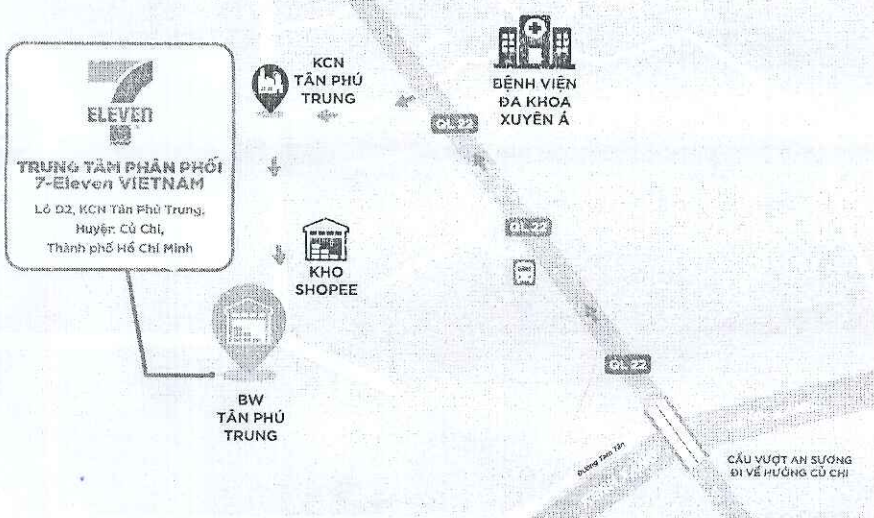 7
ELEVEn
TRUNG TÂM PHÂN PHỐI
7-Eleven VIETNAM
Lô D2, KCN Tân Phú Trung,
Huyện Củ Chi,
Thành phố Hồ Chí Minh
KCN
TÂN PHÚ
TRUNG
BỆNH VIỆN
ĐA KHOA
XUYÊN Á
QL 22
QL 22
KHO
SHOPEE
QL 22
BW
TÂN PHÚ
TRUNG
Đường Tam Tân
CẦU VƯỢT AN SƯƠNG
ĐI VỀ HƯỚNG CỦ CHI